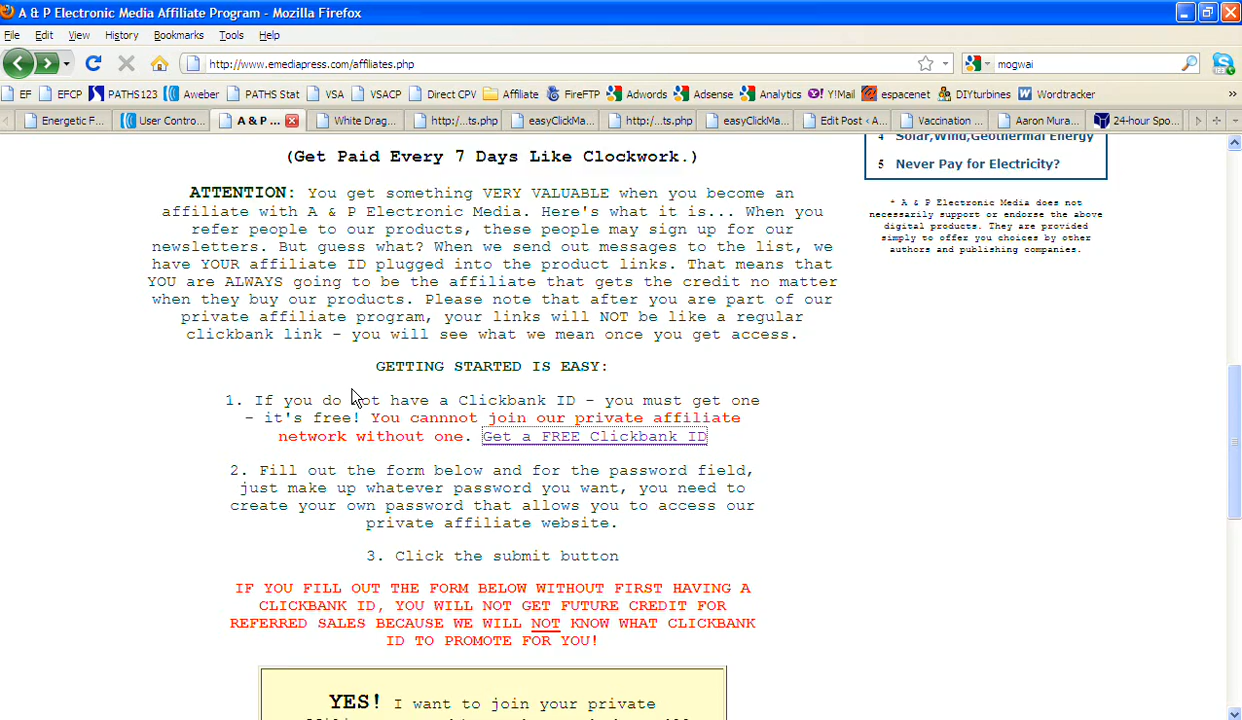 A & P Electronic Media Affiliate Program - Mozilla Firefox
File Edit View History Bookmarks Tools Help
http://www.emediapress.com/affiliates.php mogwai
EF EFCP PATHS123 Aweber PATHS Stat VSA VSACP Direct CPV Affiliate FireFTP Adwords Adsense Analytics Y!Mail espacenet DIYturbines Wordtracker »
Energetic F... User Contro... A & P ... White Drag... http:/...ts.php easyClickMa... http:/...ts.php easyClickMa... Edit Post ‹ A... Vaccination ... Aaron Mura... 24-hour Spo...
(Get Paid Every 7 Days Like Clockwork.)
ATTENTION: You get something VERY VALUABLE when you become an
affiliate with A & P Electronic Media. Here's what it is... When you
refer people to our products, these people may sign up for our
newsletters. But guess what? When we send out messages to the list, we
have YOUR affiliate ID plugged into the product links. That means that
YOU are ALWAYS going to be the affiliate that gets the credit no matter
when they buy our products. Please note that after you are part of our
private affiliate program, your links will NOT be like a regular
clickbank link - you will see what we mean once you get access.
GETTING STARTED IS EASY:
1. If you do not have a Clickbank ID - you must get one
- it's free! You cannnot join our private affiliate
network without one. Get a FREE Clickbank ID
2. Fill out the form below and for the password field,
just make up whatever password you want, you need to
create your own password that allows you to access our
private affiliate website.
3. Click the submit button
IF YOU FILL OUT THE FORM BELOW WITHOUT FIRST HAVING A
CLICKBANK ID, YOU WILL NOT GET FUTURE CREDIT FOR
REFERRED SALES BECAUSE WE WILL NOT KNOW WHAT CLICKBANK
ID TO PROMOTE FOR YOU!
YES! I want to join your private
4 Solar,Wind,Geothermal Energy
5 Never Pay for Electricity?
* A & P Electronic Media does not
necessarily support or endorse the above
digital products. They are provided
simply to offer you choices by other
authors and publishing companies.